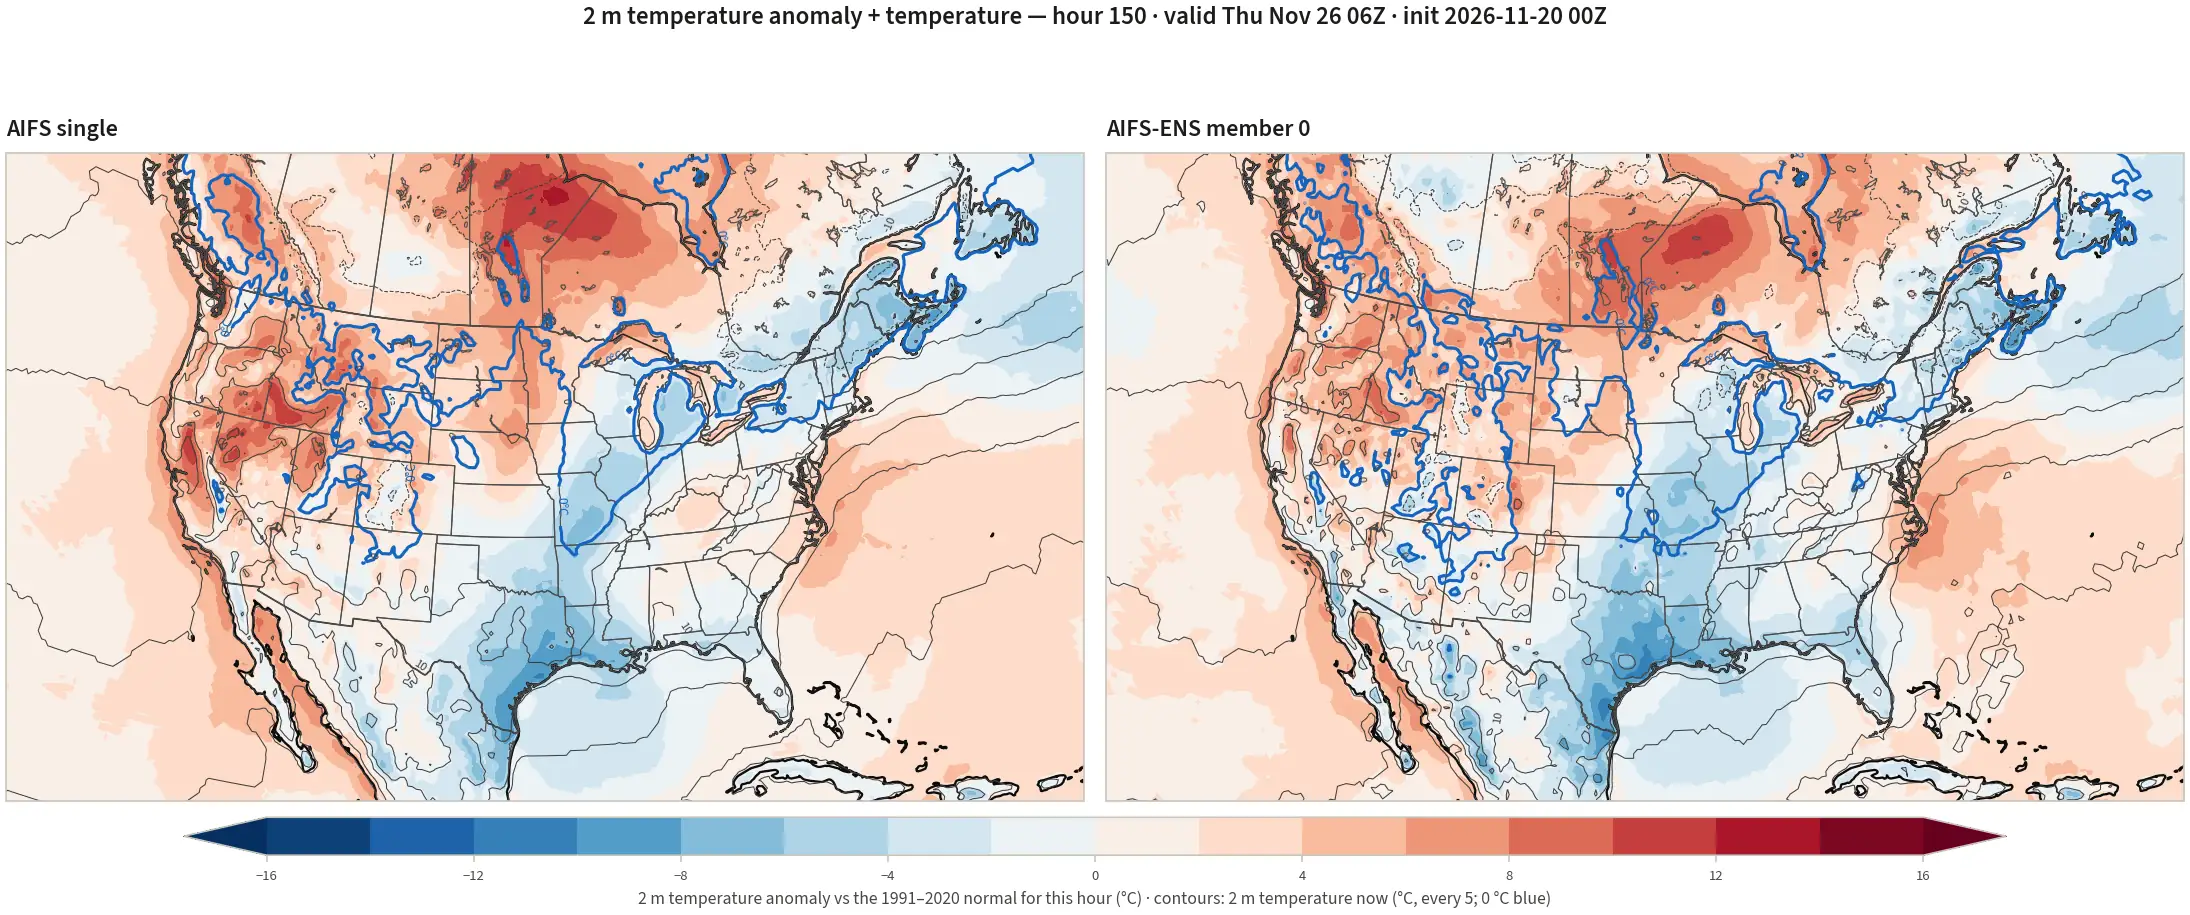 2 m temperature anomaly + temperature — hour 150 · valid Thu Nov 26 06Z · init 2026-11-20 00Z
AIFS single
AIFS-ENS member 0
−16 −12 −8 −4 0 4 8 12 16
2 m temperature anomaly vs the 1991–2020 normal for this hour (°C) · contours: 2 m temperature now (°C, every 5; 0 °C blue)